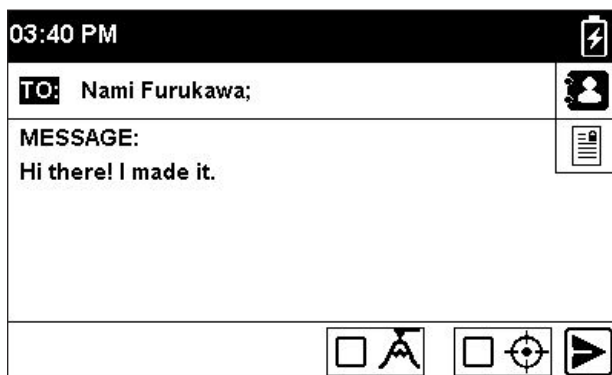 03:40 PM
TO: Nami Furukawa;
MESSAGE:
Hi there! I made it.